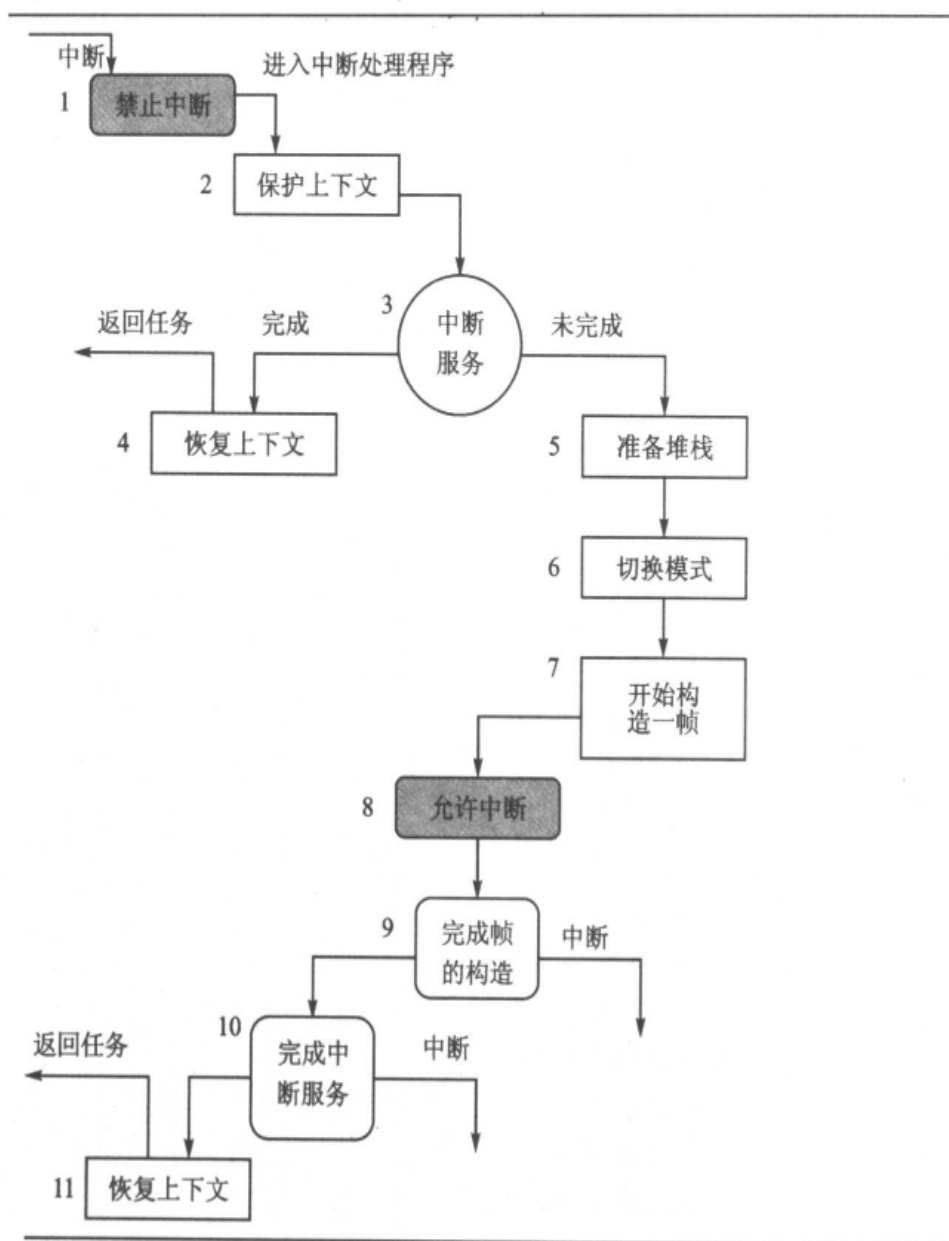 中断
进入中断处理程序
1
禁止中断
2
保护上下文
3
中断
服务
返回任务
完成
未完成
4
恢复上下文
5
准备堆栈
6
切换模式
7
开始构
造一帧
8
允许中断
9
完成帧
的构造
中断
10
完成中
断服务
中断
返回任务
11
恢复上下文